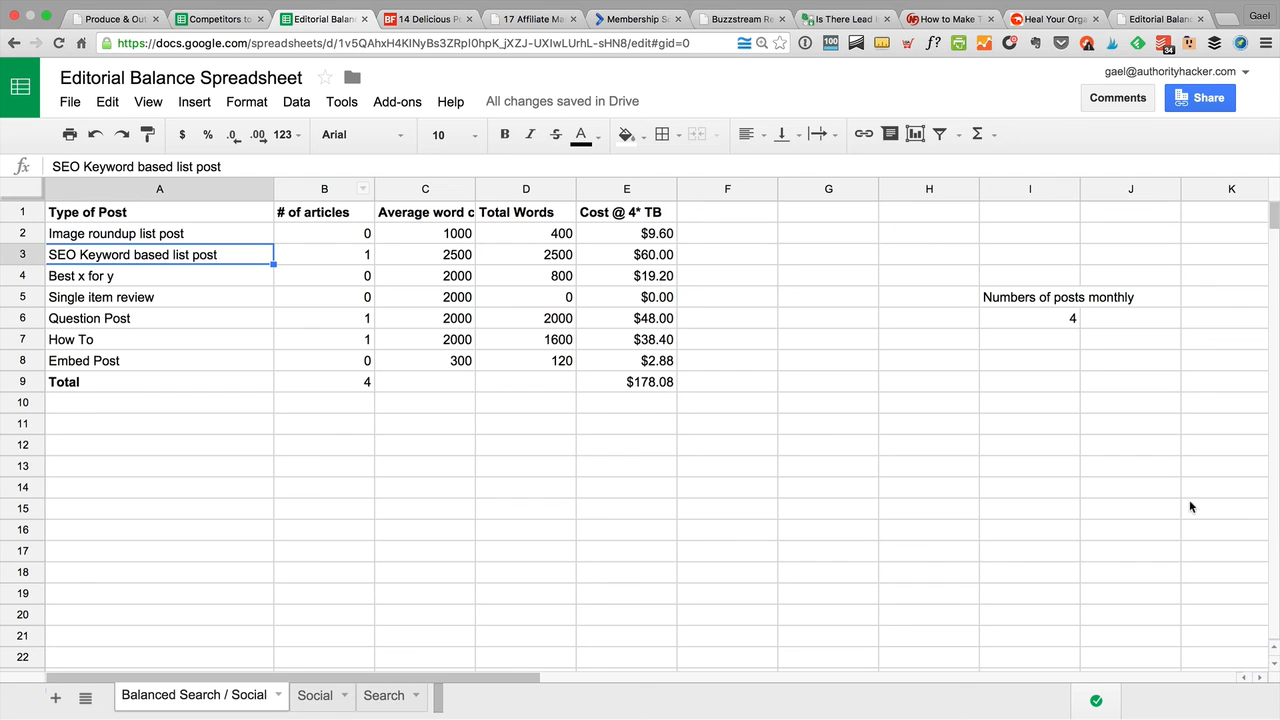 Produce & Out
Competitors to
Editorial Balanc
14 Delicious Po
17 Affiliate Ma
Membership So
Buzzstream Re
Is There Lead I
How to Make T
Heal Your Orga
Editorial Balanc
Gael
https://docs.google.com/spreadsheets/d/1v5QAhxH4KINyBs3ZRpI0hpK_jXZJ-UXIwLUrhL-sHN8/edit#gid=0
Editorial Balance Spreadsheet
gael@authorityhacker.com
File Edit View Insert Format Data Tools Add-ons Help All changes saved in Drive
Comments Share
$ % .0 .00 123 Arial 10 B I S A Σ
fx SEO Keyword based list post
A B C D E F G H I J K
1 Type of Post # of articles Average word c Total Words Cost @ 4* TB
2 Image roundup list post 0 1000 400 $9.60
3 SEO Keyword based list post 1 2500 2500 $60.00
4 Best x for y 0 2000 800 $19.20
5 Single item review 0 2000 0 $0.00 Numbers of posts monthly
6 Question Post 1 2000 2000 $48.00 4
7 How To 1 2000 1600 $38.40
8 Embed Post 0 300 120 $2.88
9 Total 4 $178.08
10
11
12
13
14
15
16
17
18
19
20
21
22
Balanced Search / Social Social Search